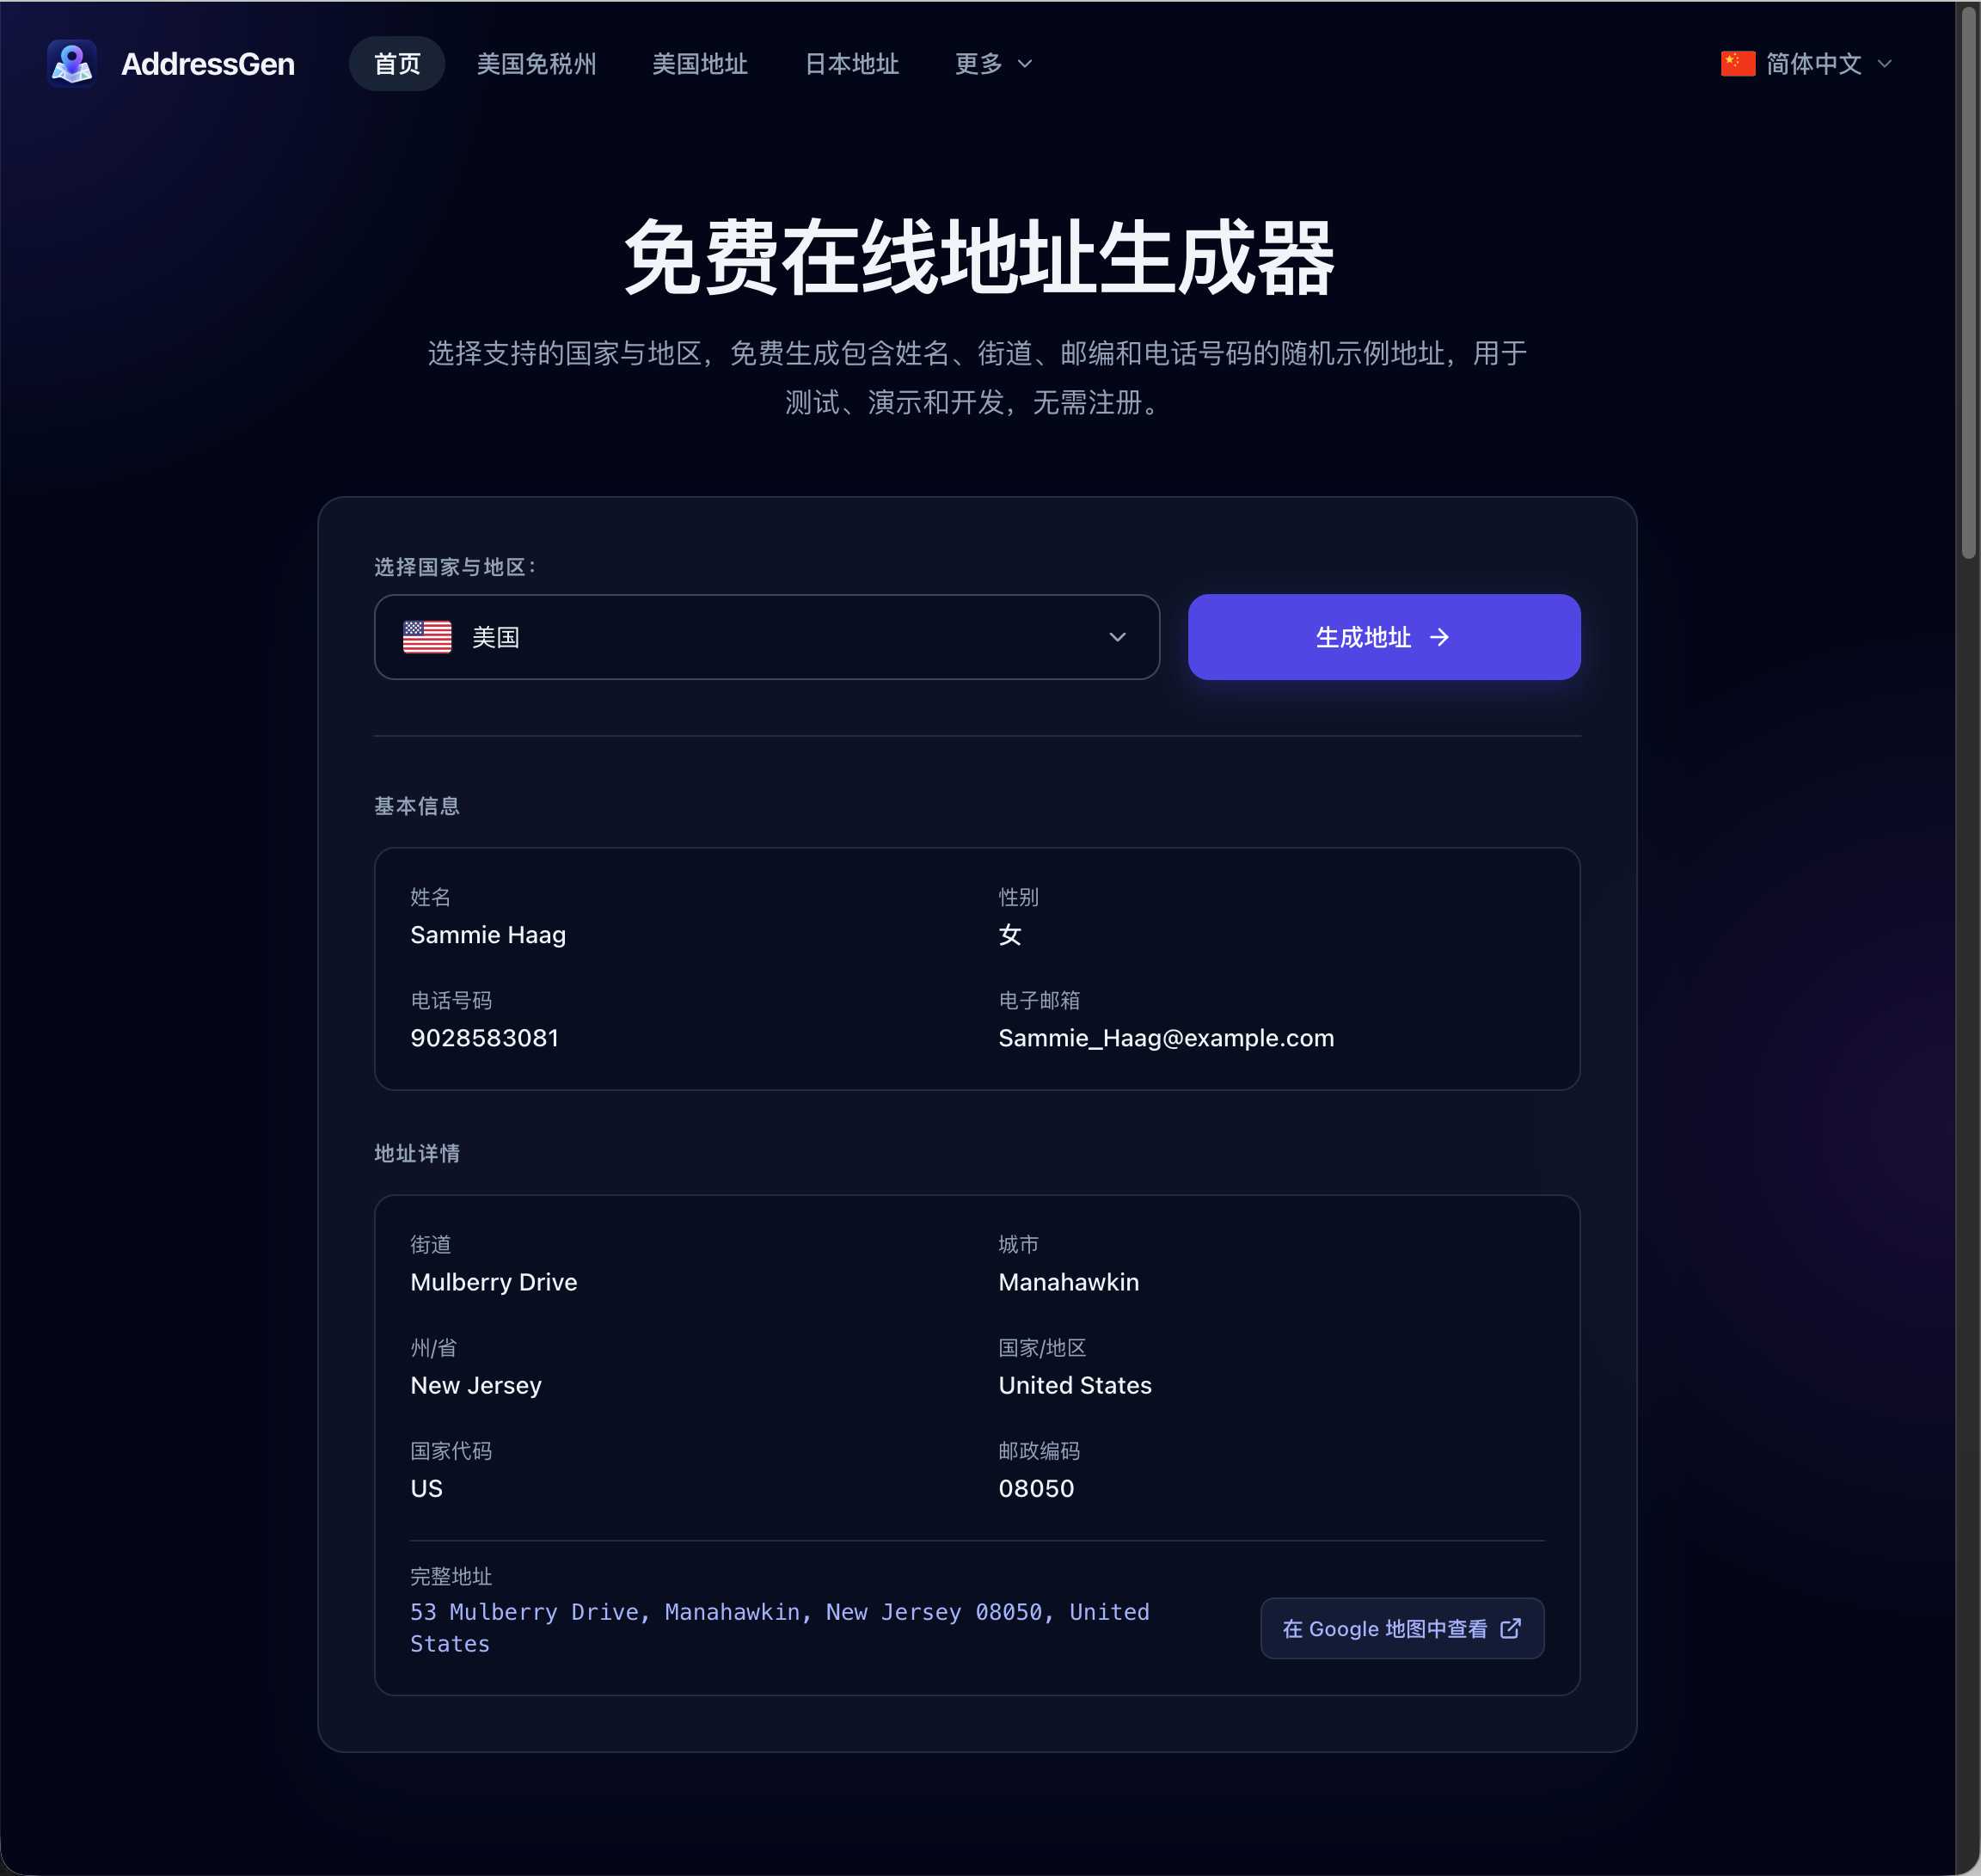 AddressGen 首页 美国免税州 美国地址 日本地址 更多 简体中文
免费在线地址生成器
选择支持的国家与地区，免费生成包含姓名、街道、邮编和电话号码的随机示例地址，用于
测试、演示和开发，无需注册。
选择国家与地区：
美国
生成地址
基本信息
姓名
Sammie Haag
性别
女
电话号码
9028583081
电子邮箱
Sammie_Haag@example.com
地址详情
街道
Mulberry Drive
城市
Manahawkin
州/省
New Jersey
国家/地区
United States
国家代码
US
邮政编码
08050
完整地址
53 Mulberry Drive, Manahawkin, New Jersey 08050, United
States
在 Google 地图中查看